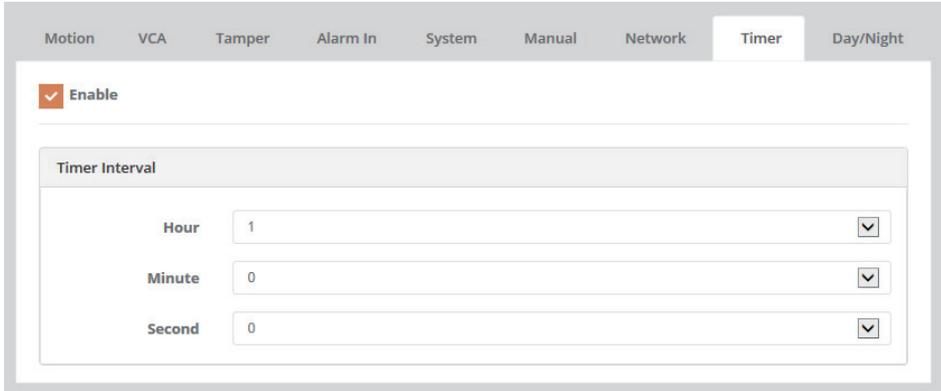 Motion VCA Tamper Alarm In System Manual Network Timer Day/Night
Enable
Timer Interval
Hour 1
Minute 0
Second 0